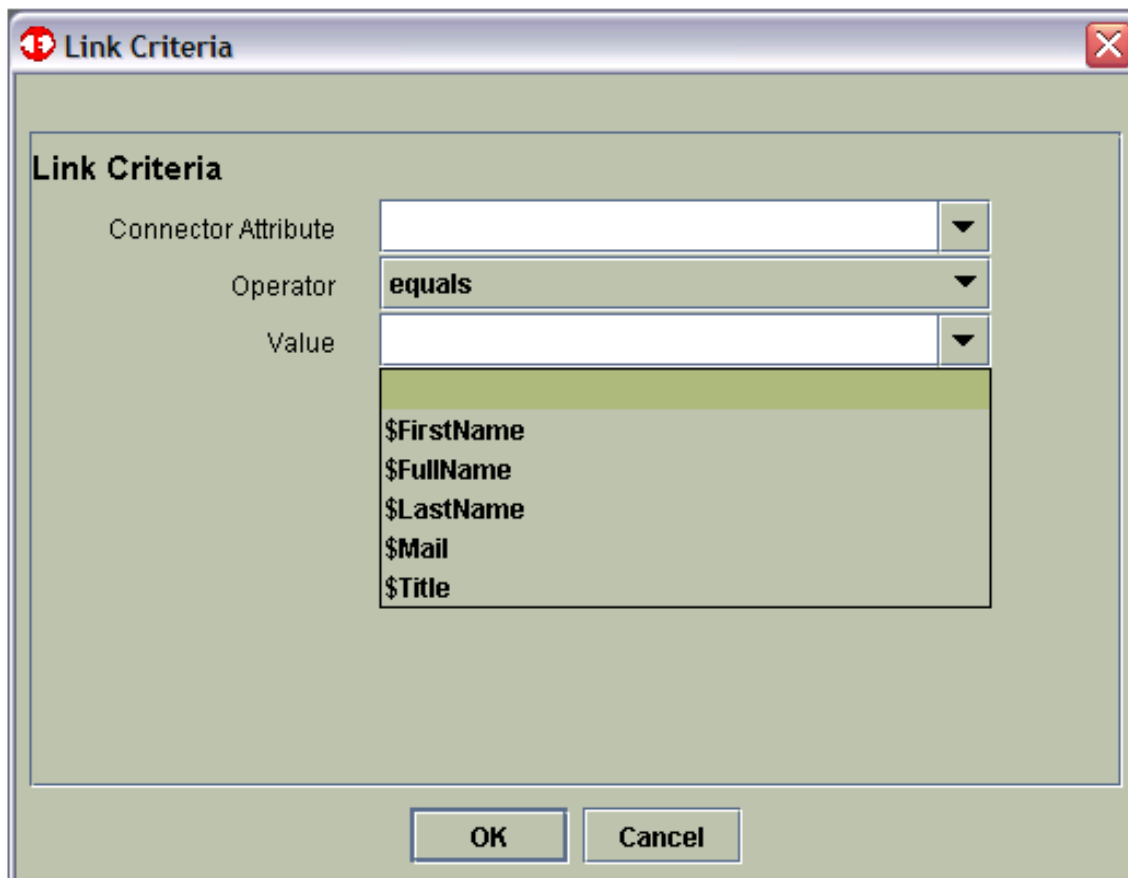 Link Criteria
Link Criteria
Connector Attribute
Operator equals
Value
$FirstName
$FullName
$LastName
$Mail
$Title
OK Cancel